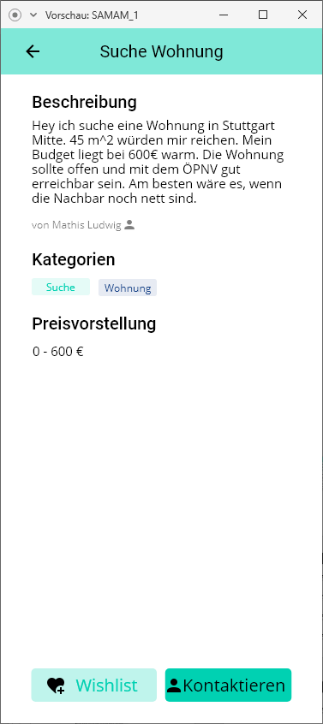 Vorschau: SAMAM_1
Suche Wohnung
Beschreibung
Hey ich suche eine Wohnung in Stuttgart
Mitte. 45 m^2 würden mir reichen. Mein
Budget liegt bei 600€ warm. Die Wohnung
sollte offen und mit dem ÖPNV gut
erreichbar sein. Am besten wäre es, wenn
die Nachbar noch nett sind.
von Mathis Ludwig
Kategorien
Suche Wohnung
Preisvorstellung
0 - 600 €
Wishlist Kontaktieren